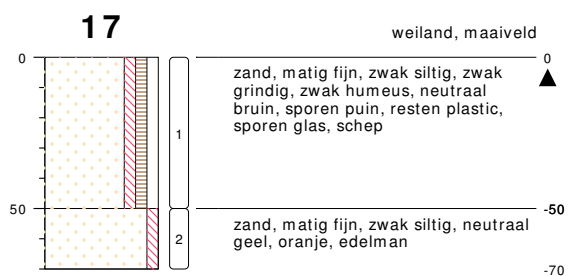 17
weiland, maaiveld
0
0
zand, matig fijn, zwak siltig, zwak
grindig, zwak humeus, neutraal
bruin, sporen puin, resten plastic,
sporen glas, schep
1
50
-50
zand, matig fijn, zwak siltig, neutraal
geel, oranje, edelman
2
-70